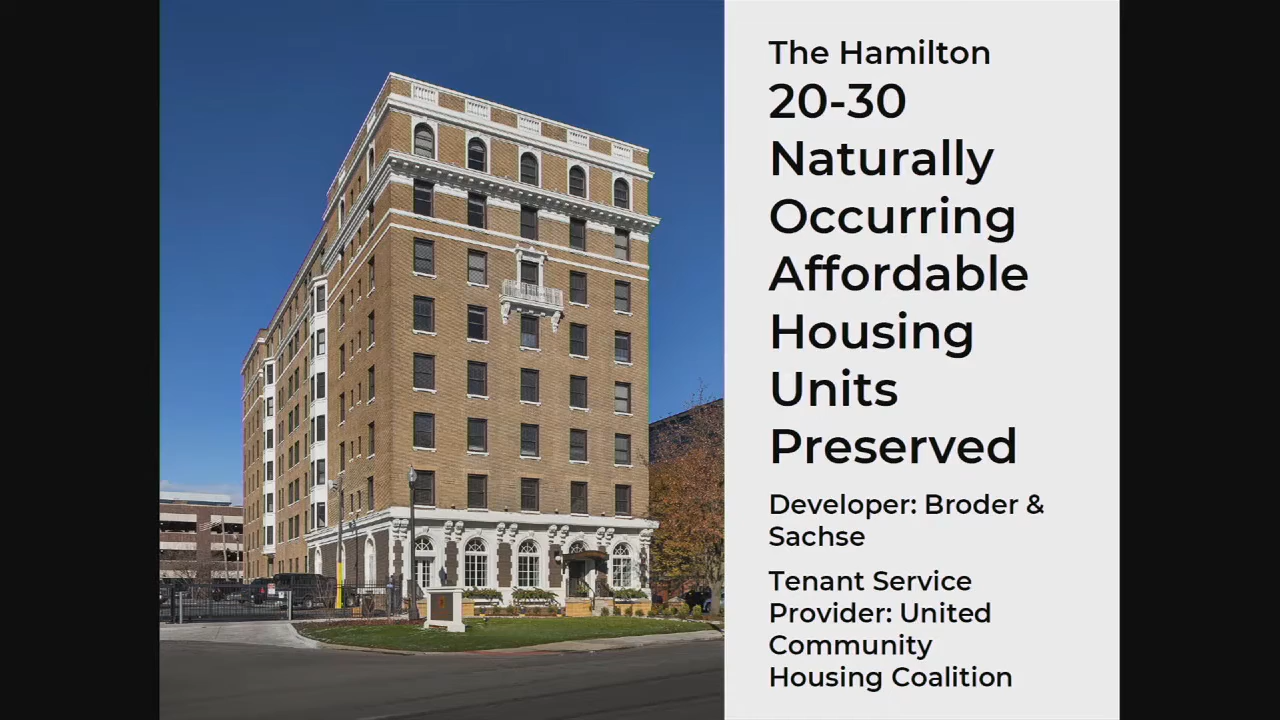 The Hamilton
20-30
Naturally
Occurring
Affordable
Housing
Units
Preserved
Developer: Broder &
Sachse
Tenant Service
Provider: United
Community
Housing Coalition